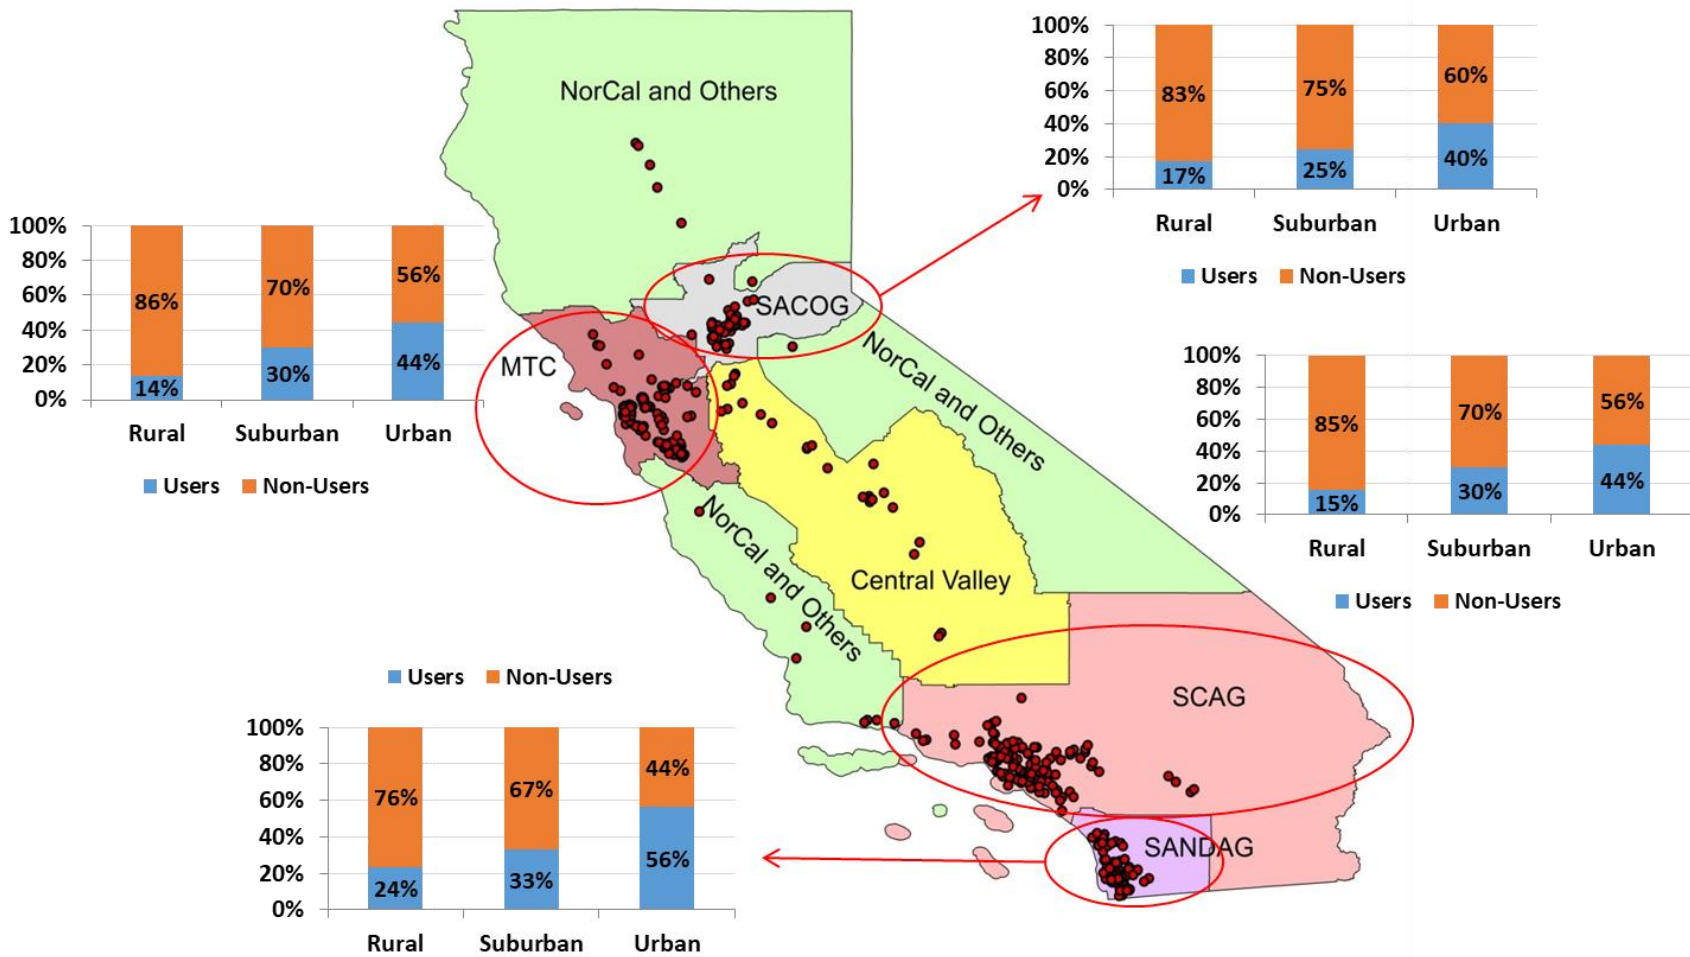 NorCal and Others
100%
80%
60%
40%
20%
0%
83%
17%
75%
25%
60%
40%
Rural
Suburban
Urban
Users
Non-Users
100%
80%
60%
40%
20%
0%
86%
14%
70%
30%
56%
44%
Rural
Suburban
Urban
Users
Non-Users
SACOG
MTC
NorCal and Others
100%
80%
60%
40%
20%
0%
85%
15%
70%
30%
56%
44%
Rural
Suburban
Urban
Users
Non-Users
NorCal and Others
Central Valley
SCAG
SANDAG
Users
Non-Users
100%
80%
60%
40%
20%
0%
76%
24%
67%
33%
44%
56%
Rural
Suburban
Urban